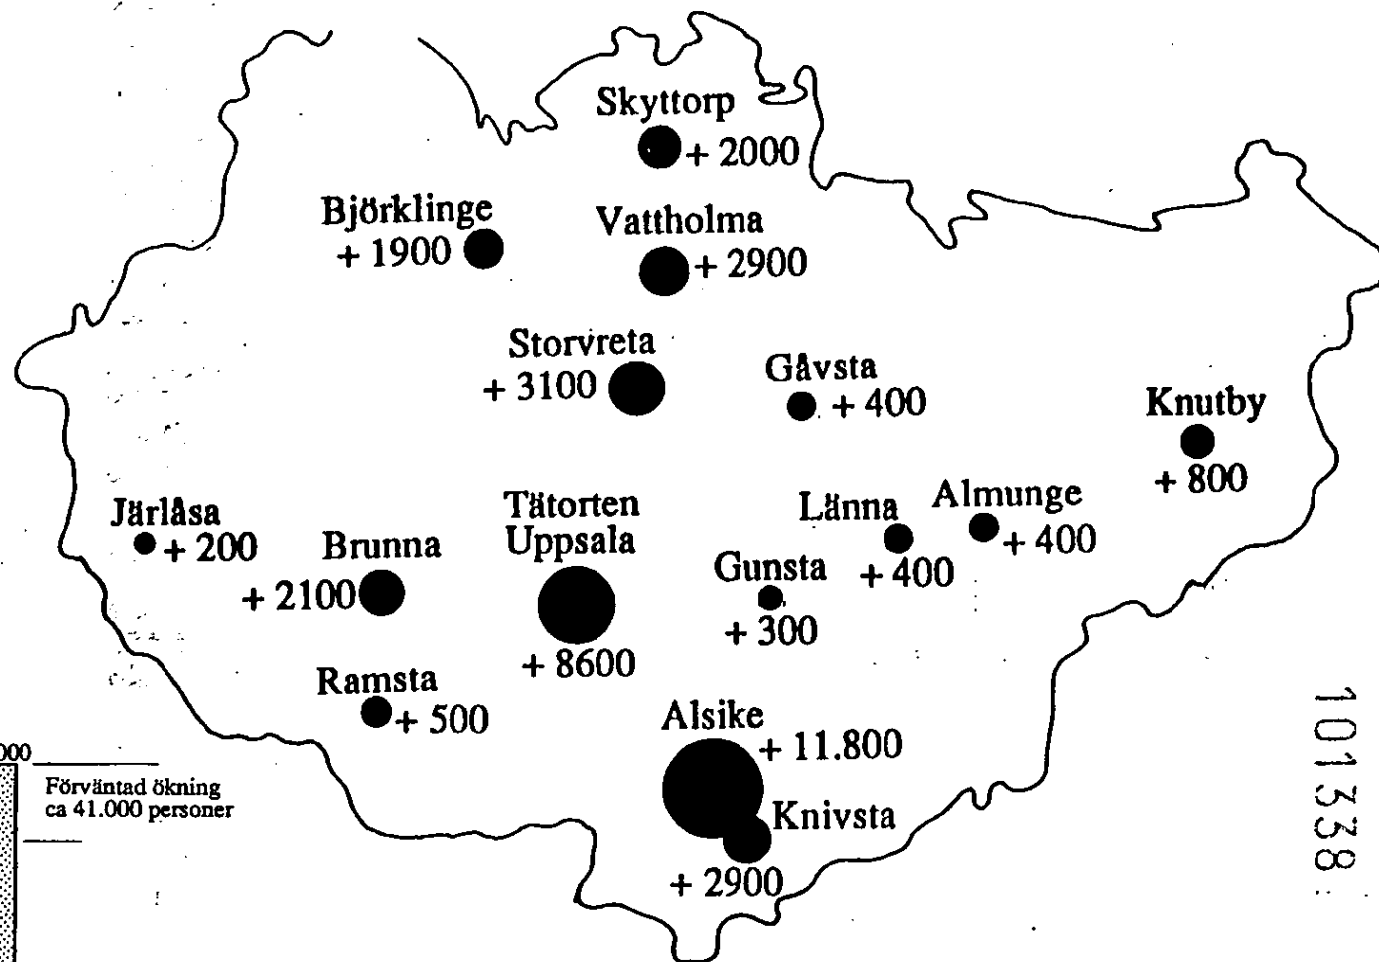 Skyttorp
+ 2000
Björklinge
+ 1900
Vattholma
+ 2900
Storvreta
+ 3100
Gåvsta
+ 400
Knutby
+ 800
Järlåsa
+ 200
Brunna
+ 2100
Tätorten
Uppsala
+ 8600
Länna
+ 400
Almunge
+ 400
Gunsta
+ 300
Ramsta
+ 500
Alsike
+ 11.800
Knivsta
+ 2900
000
Förväntad ökning
ca 41.000 personer
101338